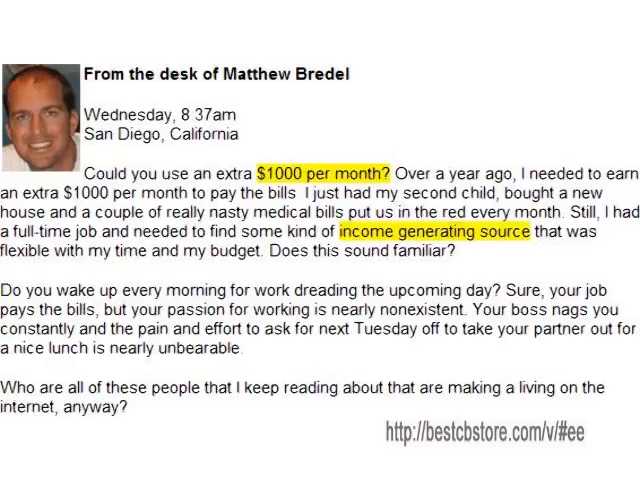 From the desk of Matthew Bredel
Wednesday, 8 37am
San Diego, California
Could you use an extra $1000 per month? Over a year ago, I needed to earn
an extra $1000 per month to pay the bills  I just had my second child, bought a new
house and a couple of really nasty medical bills put us in the red every month. Still, I had
a full-time job and needed to find some kind of income generating source that was
flexible with my time and my budget. Does this sound familiar?
Do you wake up every morning for work dreading the upcoming day? Sure, your job
pays the bills, but your passion for working is nearly nonexistent. Your boss nags you
constantly and the pain and effort to ask for next Tuesday off to take your partner out for
a nice lunch is nearly unbearable
Who are all of these people that I keep reading about that are making a living on the
internet, anyway?
http://bestcbstore.com/v/#ee